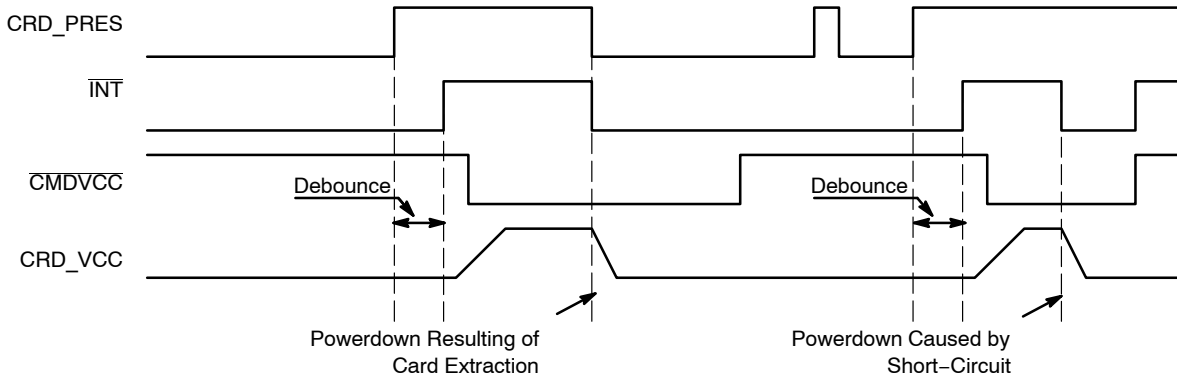 CRD_PRES
INT
CMDVCC
Debounce
Debounce
CRD_VCC
Powerdown Resulting of
Card Extraction
Powerdown Caused by
Short−Circuit